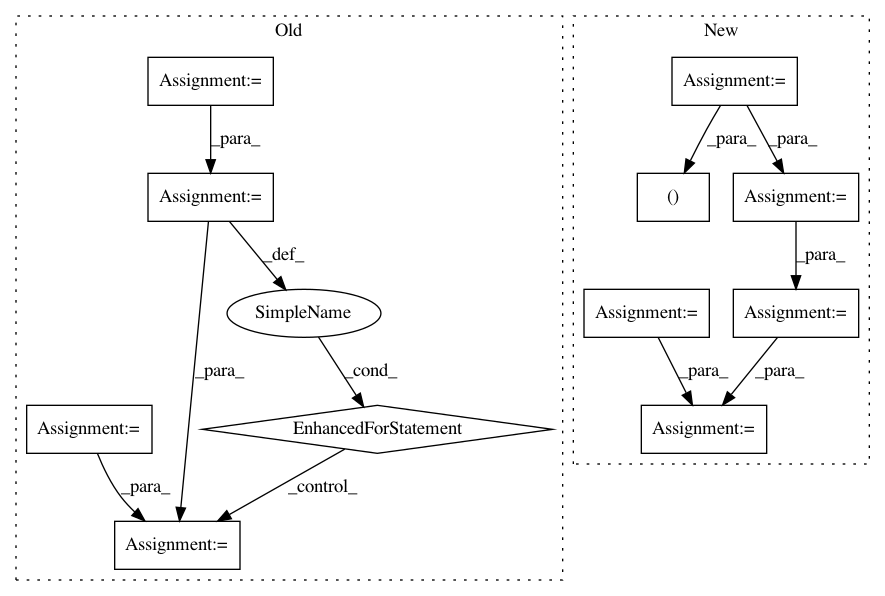 Old
New
Assignment:=
Assignment:=
_para_
_para_
_para_
Assignment:=
()
Assignment:=
_def_
_para_
SimpleName
Assignment:=
Assignment:=
_para_
_cond_
_para_
_para_
Assignment:=
EnhancedForStatement
Assignment:=
_para_
_control_
Assignment:=